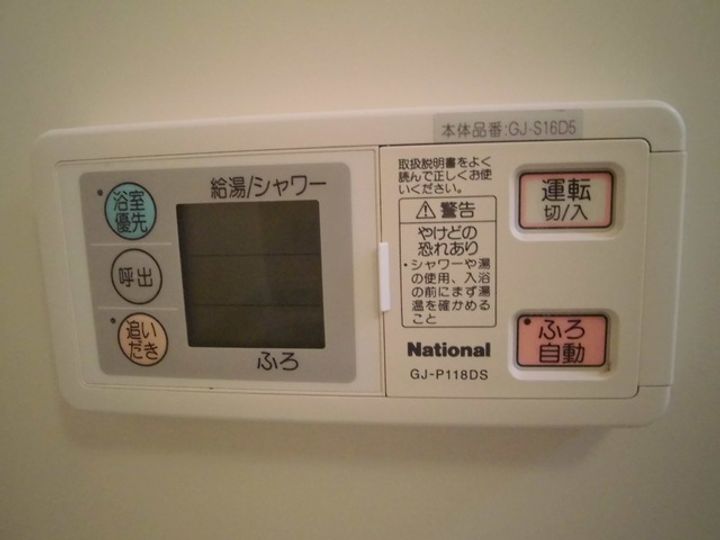 本体品番:GJ-S16D5
浴室
優先
呼出
追い
だき
給湯/シャワー
ふろ
取扱説明書をよく
読んで正しくお使
いください。
⚠警告
やけどの
恐れあり
・シャワーや湯
の使用、入浴
の前にまず湯
温を確かめる
こと
National
GJ-P118DS
運転
切/入
ふろ
自動